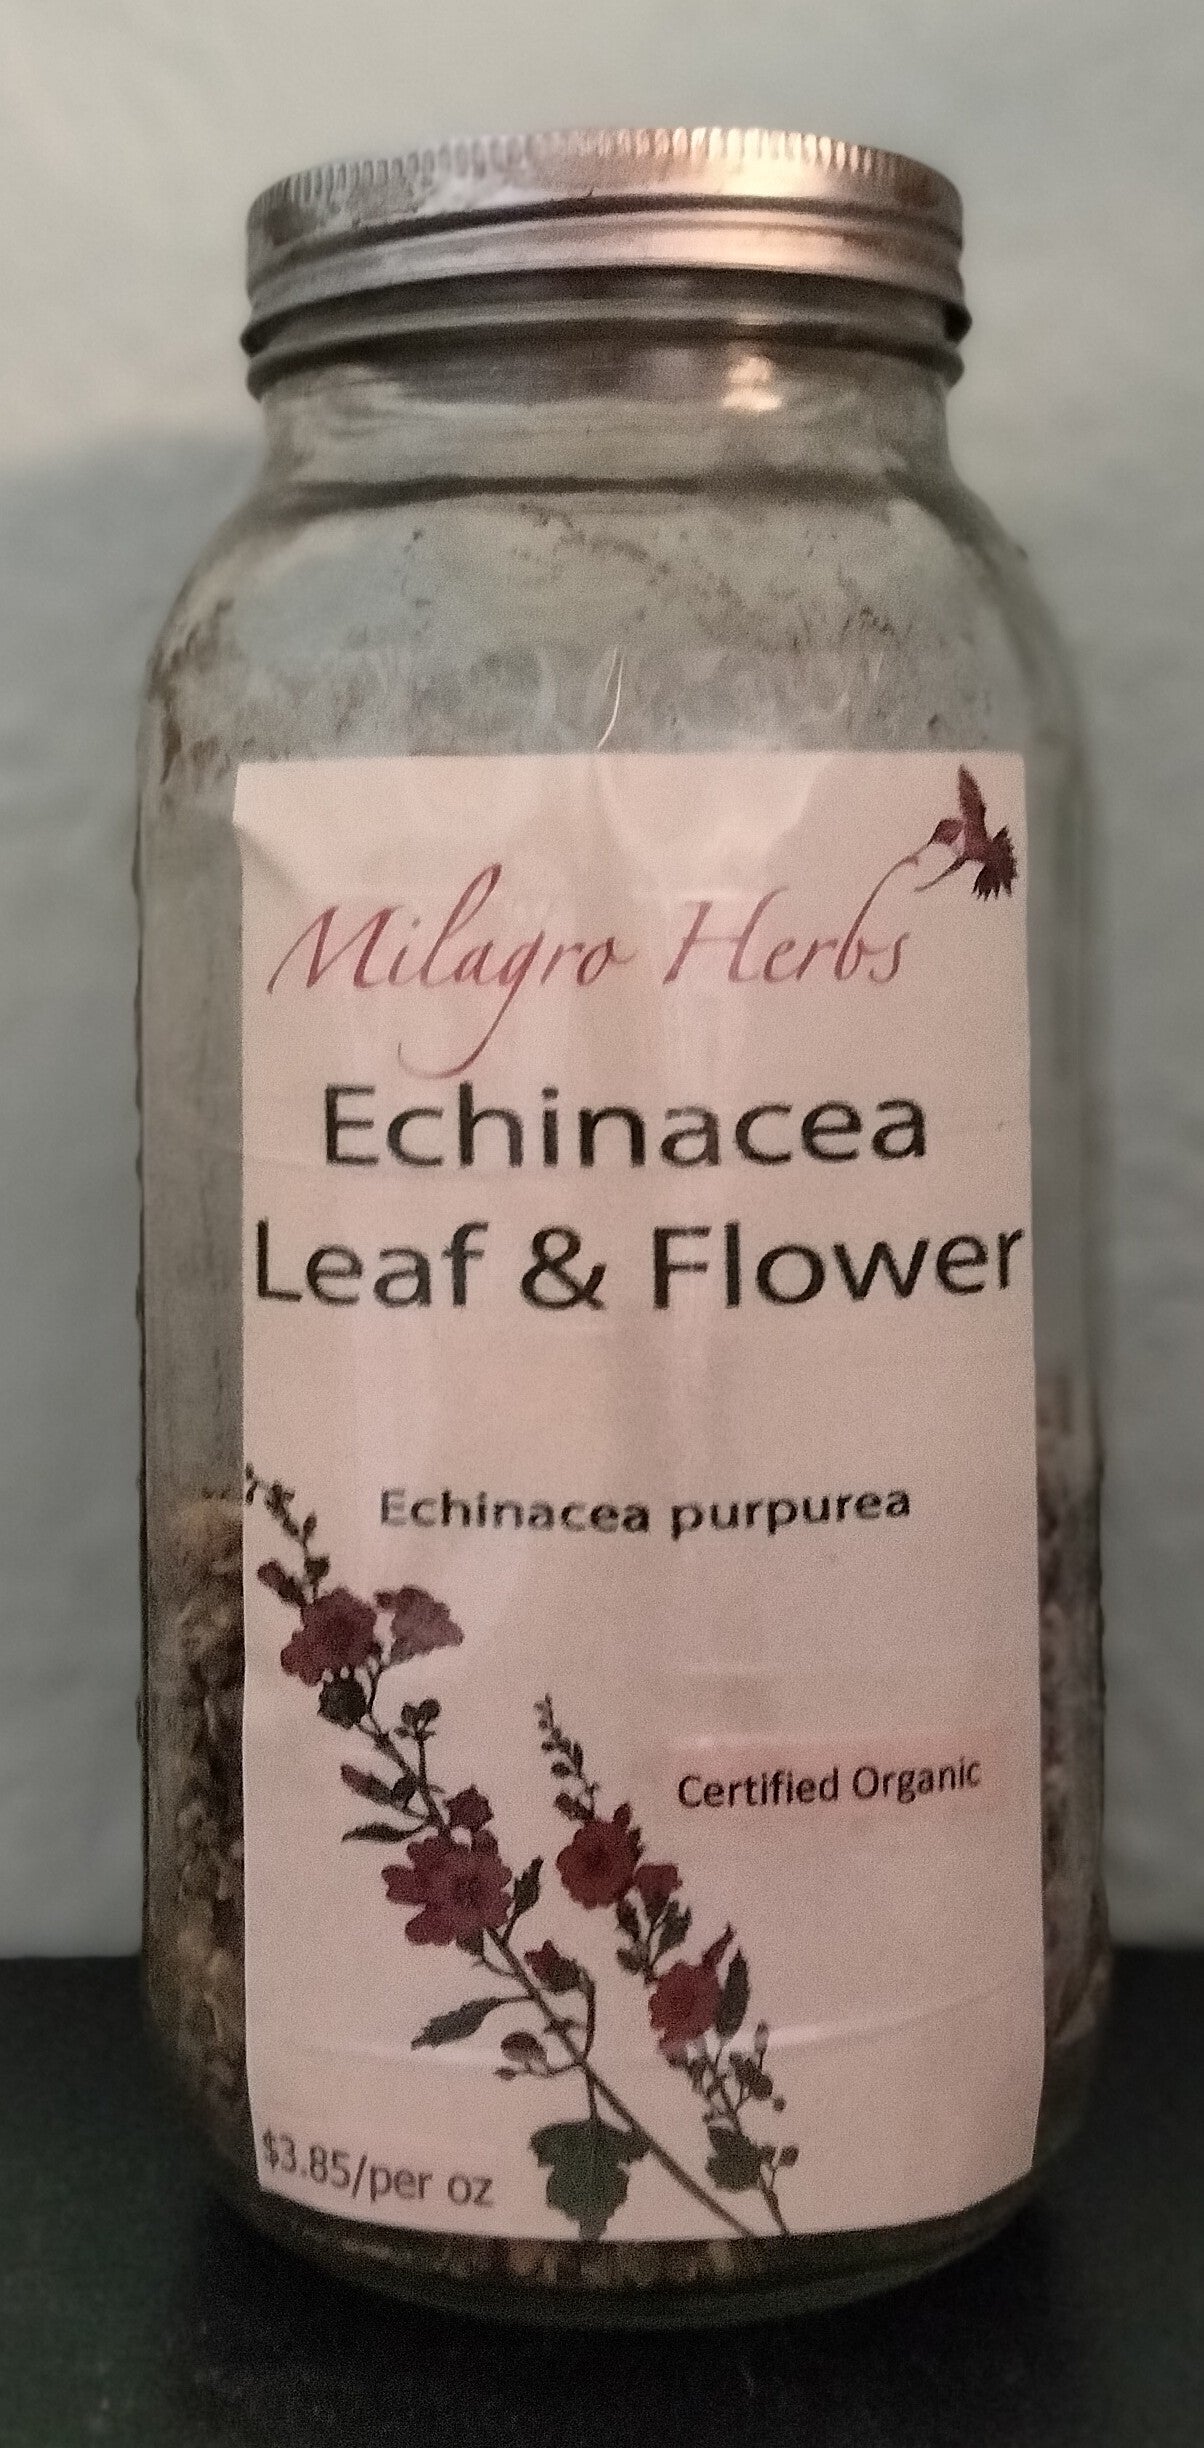 Milagro Herbs
Echinacea
Leaf & Flower
Echinacea purpurea
Certified Organic
$3.85/per oz